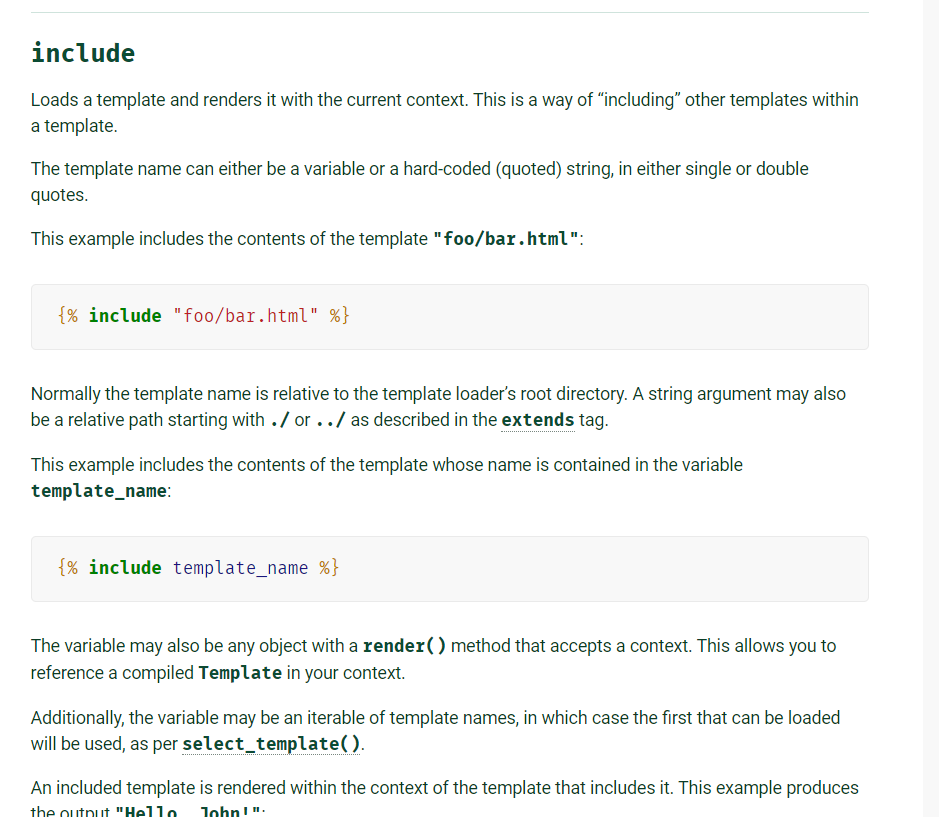 include
Loads a template and renders it with the current context. This is a way of “including” other templates within
a template.
The template name can either be a variable or a hard-coded (quoted) string, in either single or double
quotes.
This example includes the contents of the template "foo/bar.html":
{% include "foo/bar.html" %}
Normally the template name is relative to the template loader’s root directory. A string argument may also
be a relative path starting with ./ or ../ as described in the extends tag.
This example includes the contents of the template whose name is contained in the variable
template_name:
{% include template_name %}
The variable may also be any object with a render() method that accepts a context. This allows you to
reference a compiled Template in your context.
Additionally, the variable may be an iterable of template names, in which case the first that can be loaded
will be used, as per select_template().
An included template is rendered within the context of the template that includes it. This example produces
the output "Hello, John!":